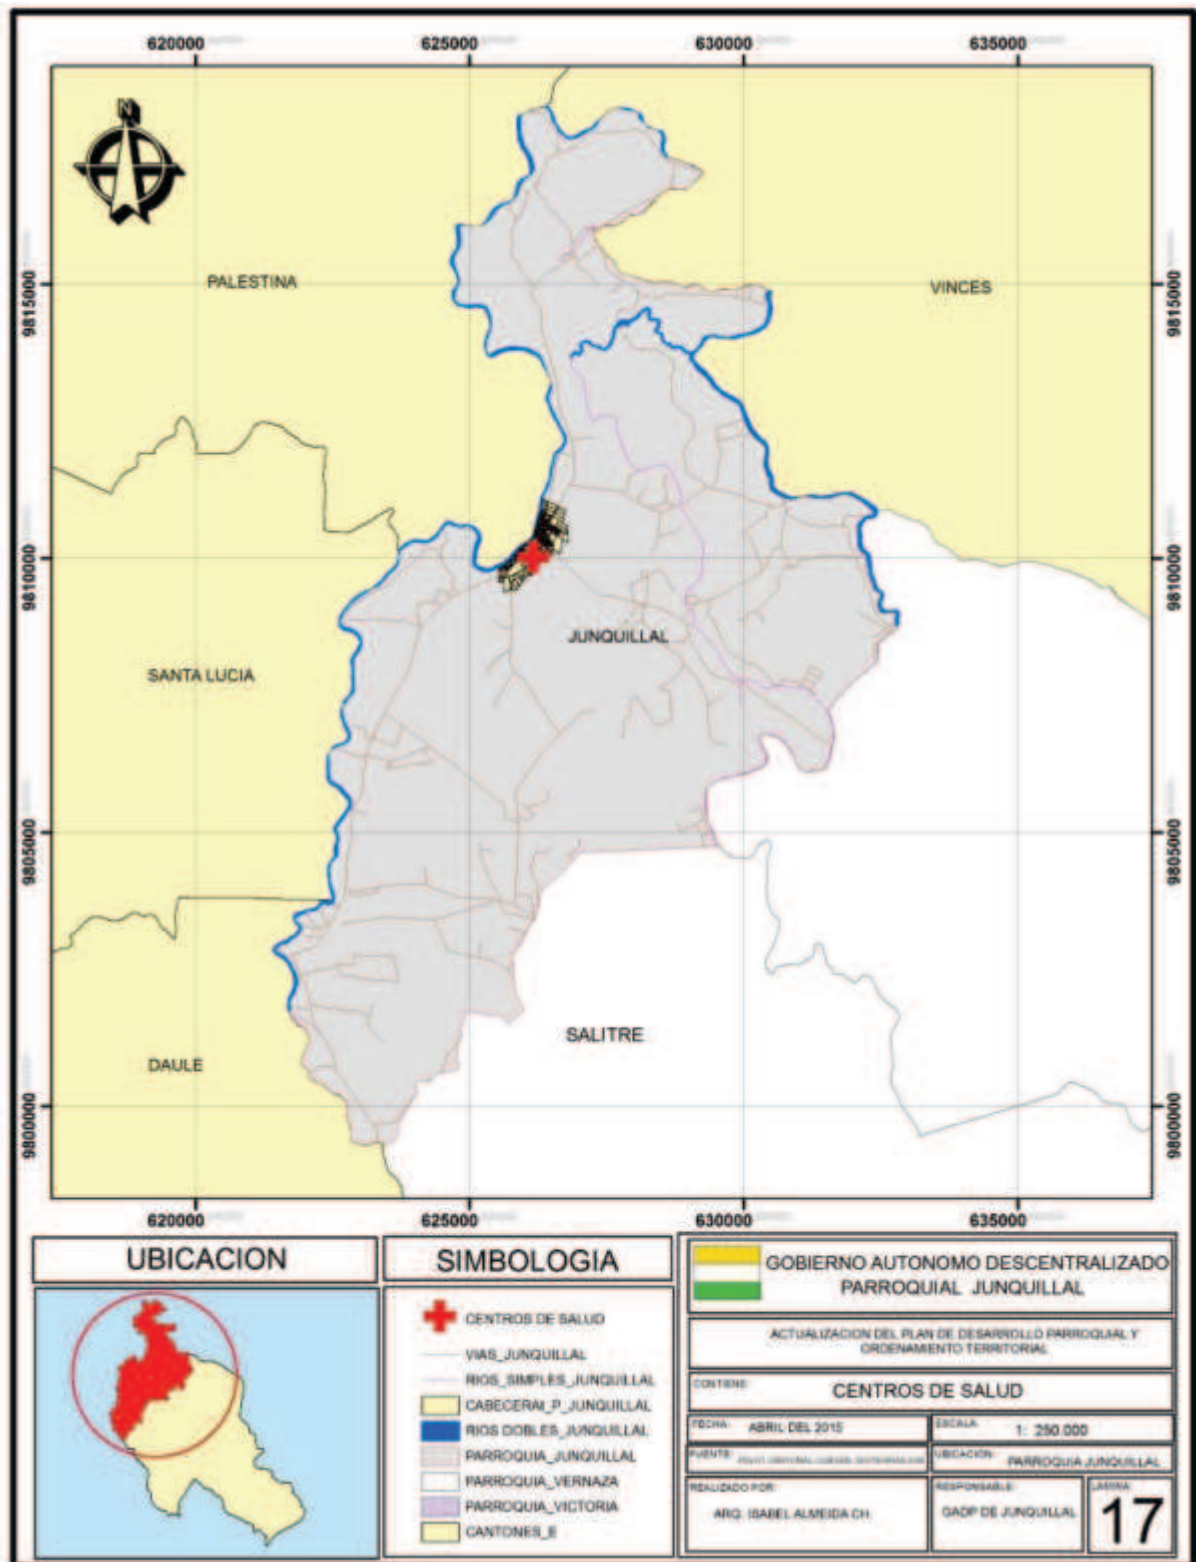 620000 625000 630000 635000
N
PALESTINA
VINCES
9815000 9815000
9810000 9810000
JUNQUILLAL
SANTA LUCIA
9805000 9805000
SALITRE
DAULE
9800000 9800000
620000 625000 630000 635000
UBICACION
SIMBOLOGIA
CENTROS DE SALUD
VIAS_JUNQUILLAL
RIOS_SIMPLES_JUNQUILLAL
CABECERAI_P_JUNQUILLAL
RIOS DOBLES_JUNQUILLAL
PARROQUIA_JUNQUILLAL
PARROQUIA_VERNAZA
PARROQUIA_VICTORIA
CANTONES_E
GOBIERNO AUTONOMO DESCENTRALIZADO
PARROQUIAL JUNQUILLAL
ACTUALIZACION DEL PLAN DE DESARROLLO PARROQUIAL Y
ORDENAMIENTO TERRITORIAL
CONTIENE:
CENTROS DE SALUD
FECHA: ABRIL DEL 2015
ESCALA: 1: 250.000
FUENTE:
UBICACION: PARROQUIA JUNQUILLAL
REALIZADO POR:
ARQ. ISABEL ALMEIDA CH.
RESPONSABLE:
GADP DE JUNQUILLAL
LAMINA:
17